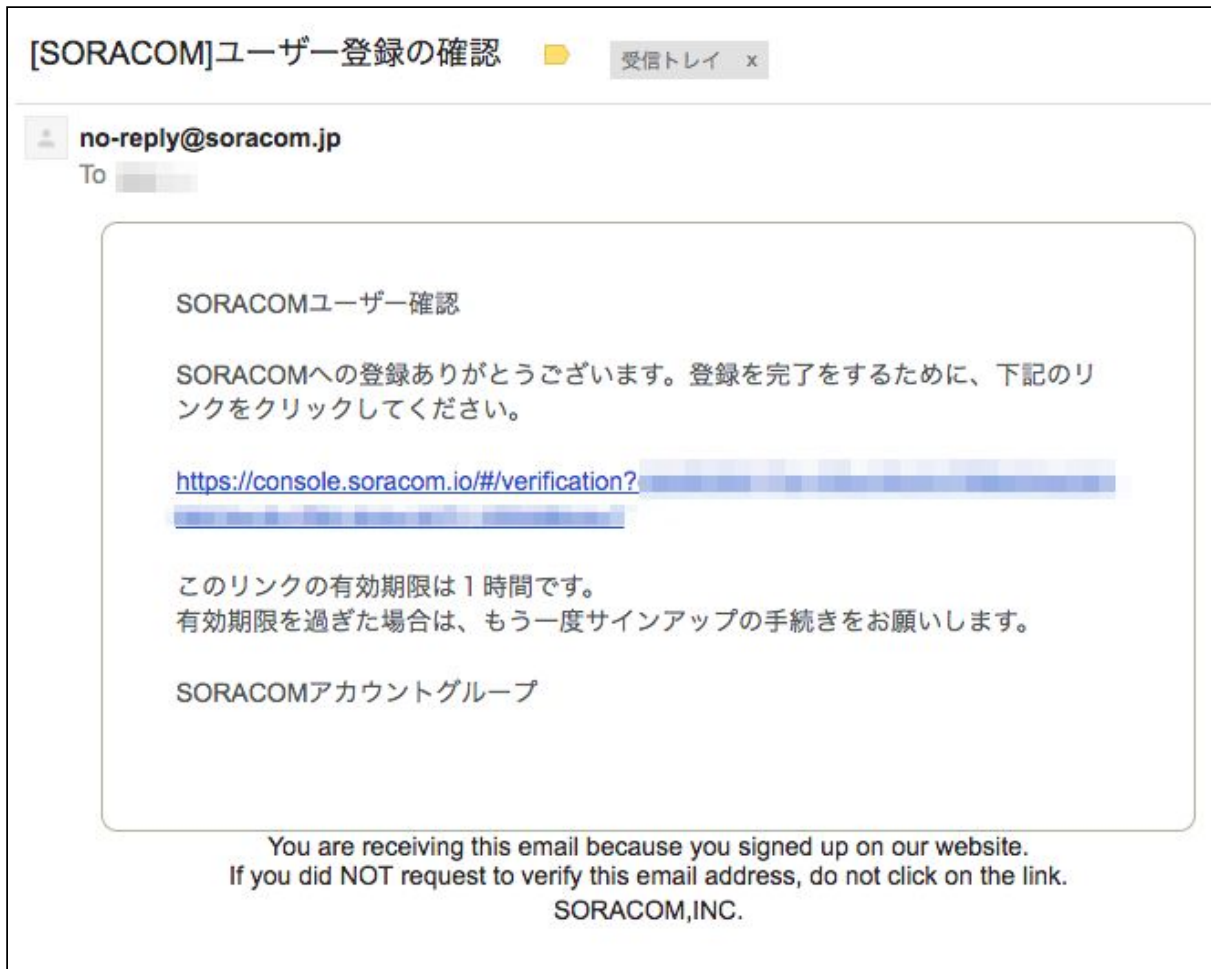 [SORACOM]ユーザー登録の確認
受信トレイ x
no-reply@soracom.jp
To
SORACOMユーザー確認
SORACOMへの登録ありがとうございます。登録を完了をするために、下記のリ
ンクをクリックしてください。
https://console.soracom.io/#/verification?
このリンクの有効期限は１時間です。
有効期限を過ぎた場合は、もう一度サインアップの手続きをお願いします。
SORACOMアカウントグループ
You are receiving this email because you signed up on our website.
If you did NOT request to verify this email address, do not click on the link.
SORACOM,INC.